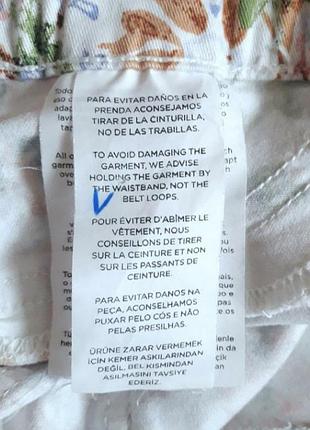 PARA EVITAR DAÑOS EN LA
PRENDA ACONSEJAMOS
TIRAR DE LA CINTURILLA,
NO DE LAS TRABILLAS.
TO AVOID DAMAGING THE
GARMENT, WE ADVISE
HOLDING THE GARMENT BY
THE WAISTBAND, NOT THE
BELT LOOPS.
POUR ÉVITER D'ABÎMER LE
VÊTEMENT, NOUS
CONSEILLONS DE TIRER
SUR LA CEINTURE ET NON
SUR LES PASSANTS DE
CEINTURE.
PARA EVITAR DANOS NA
PEÇA, ACONSELHAMOS
PUXAR PELO CÓS E NÃO
PELAS PRESILHAS.
ÜRÜNE ZARAR VERMEMEK
İÇİN KEMER ASKILARINDAN
DEĞİL, BEL KISMINDAN
ASILMASINI TAVSİYE
EDERİZ.